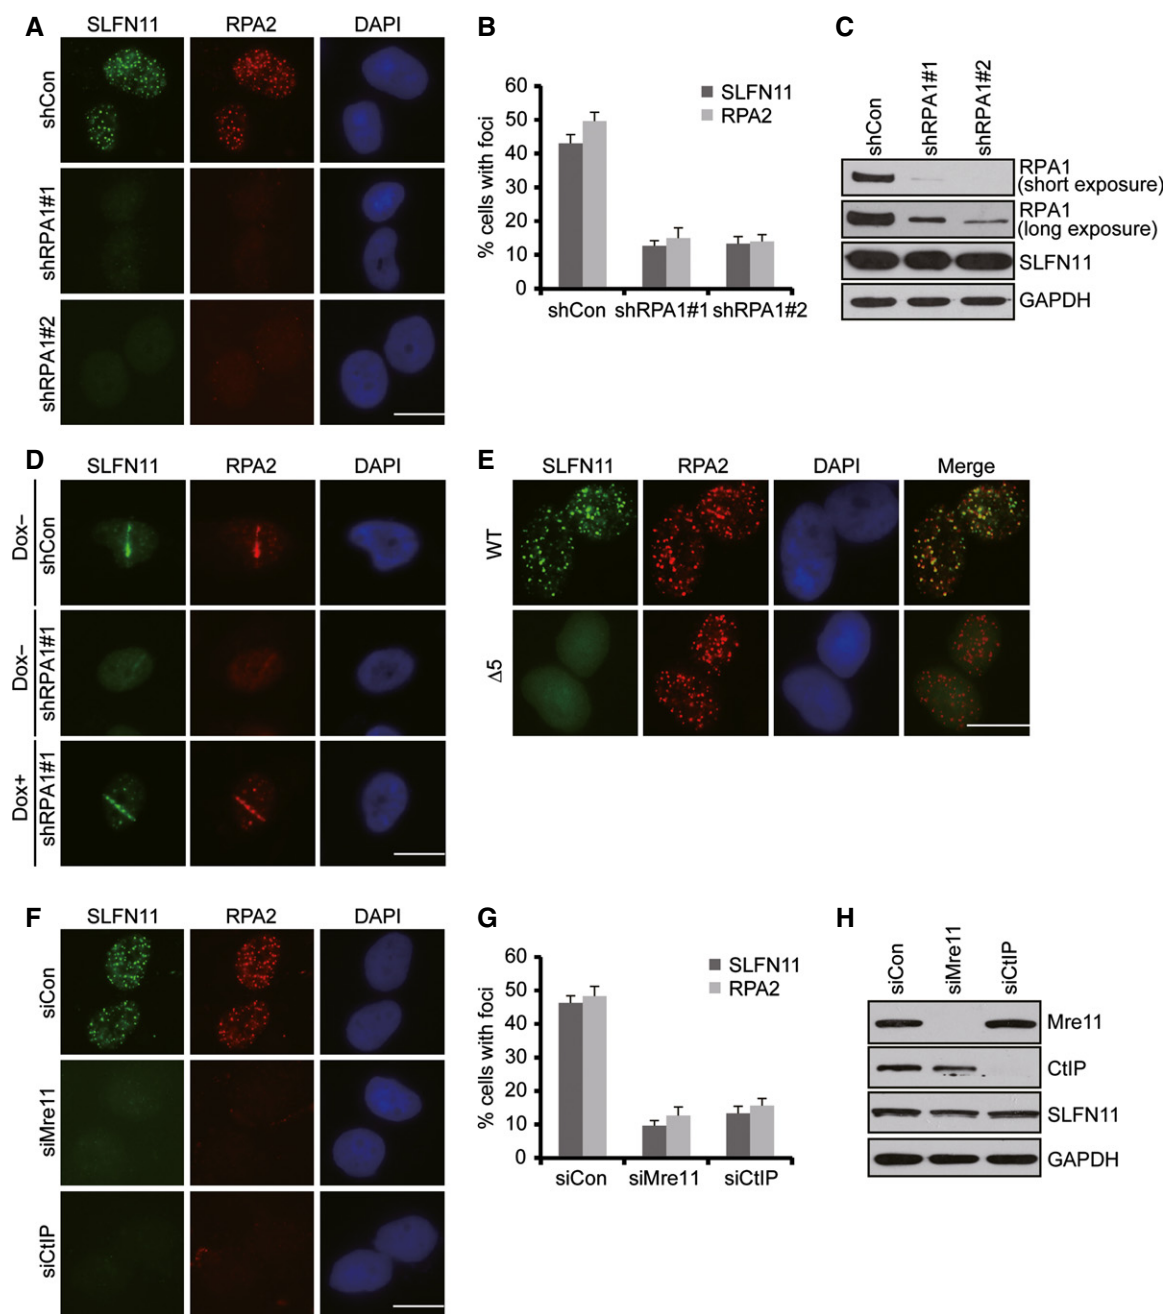 A
SLFN11 RPA2 DAPI
shCon
shRPA1#1
shRPA1#2
B
% cells with foci
60
50
40
30
20
10
0
SLFN11
RPA2
shCon shRPA1#1 shRPA1#2
C
shCon shRPA1#1 shRPA1#2
RPA1
(short exposure)
RPA1
(long exposure)
SLFN11
GAPDH
D
SLFN11 RPA2 DAPI
Dox–
shCon
Dox–
shRPA1#1
Dox+
shRPA1#1
E
SLFN11 RPA2 DAPI Merge
WT
Δ5
F
SLFN11 RPA2 DAPI
siCon
siMre11
siCtIP
G
% cells with foci
60
50
40
30
20
10
0
SLFN11
RPA2
siCon siMre11 siCtIP
H
siCon siMre11 siCtIP
Mre11
CtIP
SLFN11
GAPDH